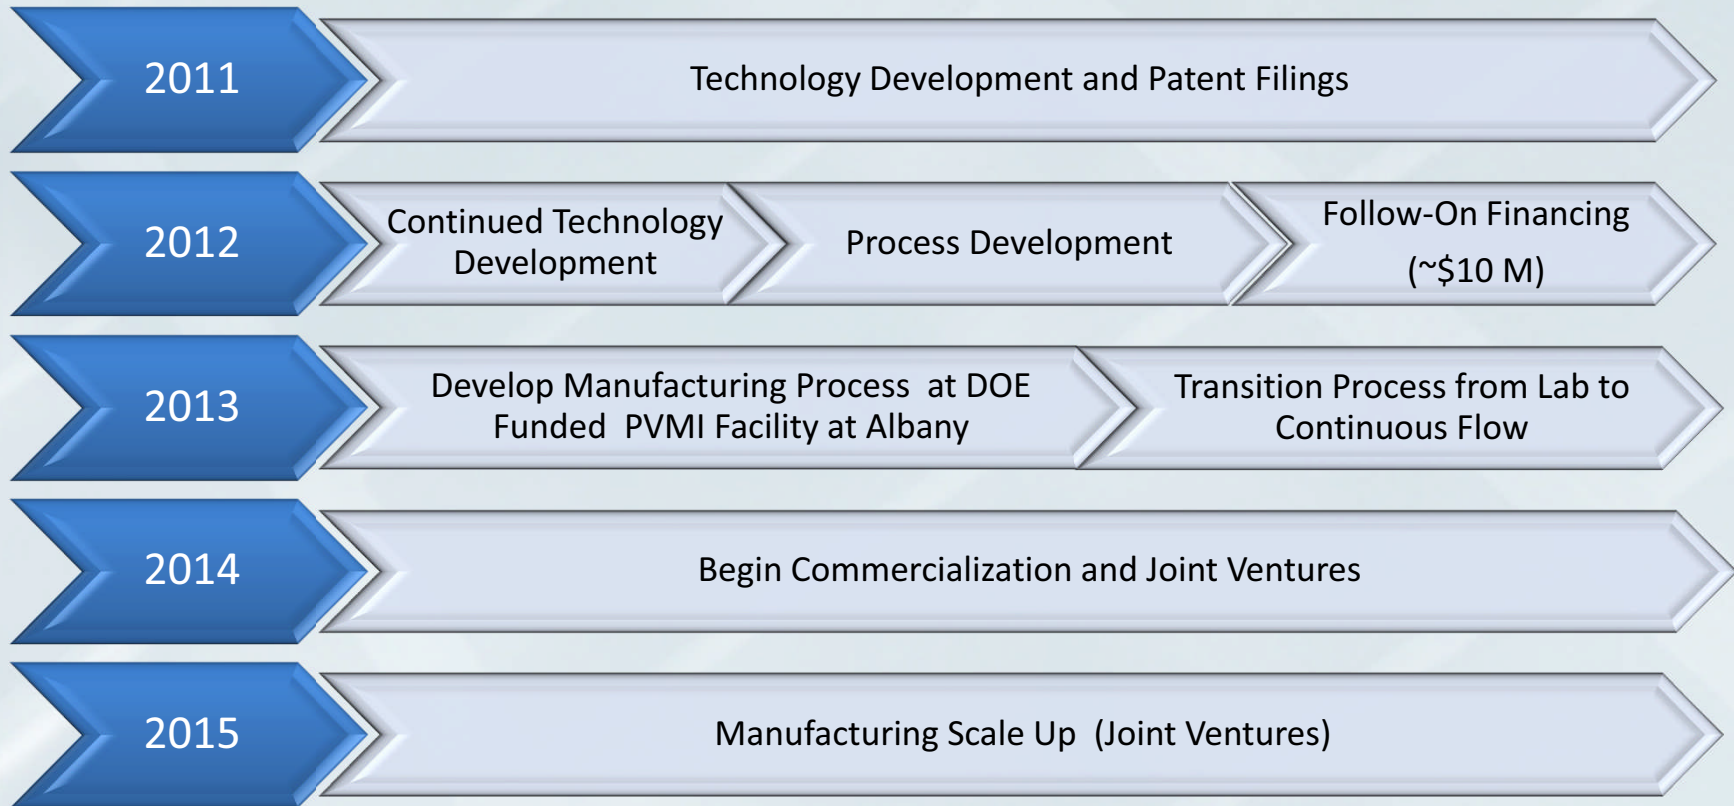 2011
Technology Development and Patent Filings
2012
Continued Technology
Development
Process Development
Follow-On Financing
(~$10 M)
2013
Develop Manufacturing Process  at DOE
Funded  PVMI Facility at Albany
Transition Process from Lab to
Continuous Flow
2014
Begin Commercialization and Joint Ventures
2015
Manufacturing Scale Up  (Joint Ventures)